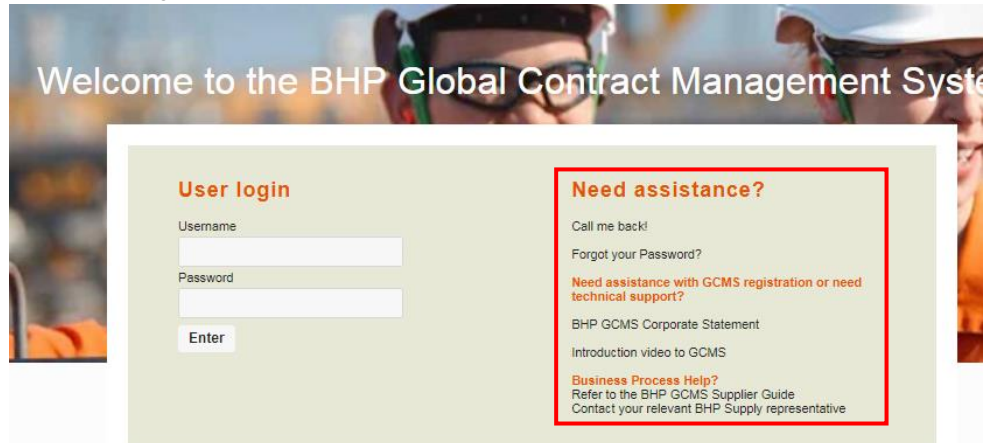 Welcome to the BHP Global Contract Management Syste
User login
Username
Password
Enter
Need assistance?
Call me back!
Forgot your Password?
Need assistance with GCMS registration or need
technical support?
BHP GCMS Corporate Statement
Introduction video to GCMS
Business Process Help?
Refer to the BHP GCMS Supplier Guide
Contact your relevant BHP Supply representative